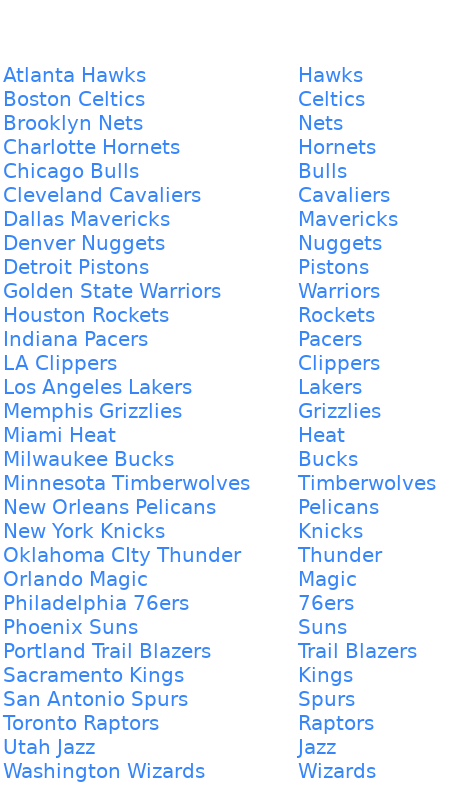 Atlanta Hawks Hawks
Boston Celtics Celtics
Brooklyn Nets Nets
Charlotte Hornets Hornets
Chicago Bulls Bulls
Cleveland Cavaliers Cavaliers
Dallas Mavericks Mavericks
Denver Nuggets Nuggets
Detroit Pistons Pistons
Golden State Warriors Warriors
Houston Rockets Rockets
Indiana Pacers Pacers
LA Clippers Clippers
Los Angeles Lakers Lakers
Memphis Grizzlies Grizzlies
Miami Heat Heat
Milwaukee Bucks Bucks
Minnesota Timberwolves Timberwolves
New Orleans Pelicans Pelicans
New York Knicks Knicks
Oklahoma CIty Thunder Thunder
Orlando Magic Magic
Philadelphia 76ers 76ers
Phoenix Suns Suns
Portland Trail Blazers Trail Blazers
Sacramento Kings Kings
San Antonio Spurs Spurs
Toronto Raptors Raptors
Utah Jazz Jazz
Washington Wizards Wizards